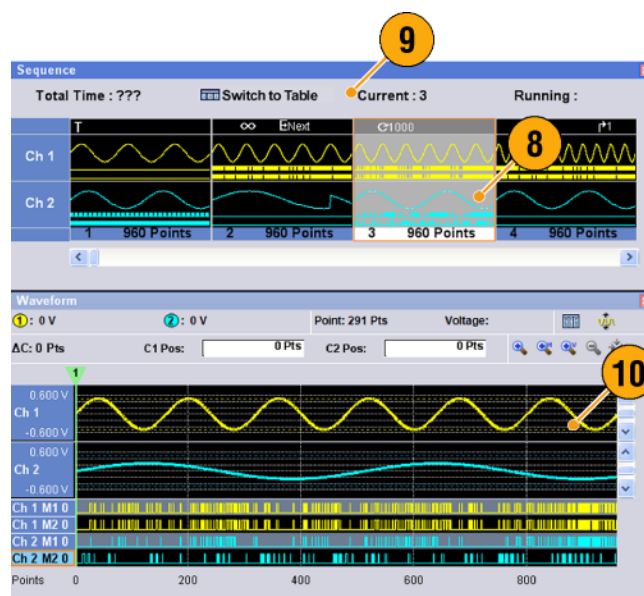 9
Sequence
Total Time : ???
Switch to Table
Current : 3
Running :
T
∞
Next
1000
1
8
Ch 1
Ch 2
1 960 Points
2 960 Points
3 960 Points
4 960 Points
Waveform
1 : 0 V
2 : 0 V
Point: 291 Pts
Voltage:
ΔC: 0 Pts
C1 Pos: 0 Pts
C2 Pos: 0 Pts
10
1
0.600 V
Ch 1
-0.600 V
0.600 V
Ch 2
-0.600 V
Ch 1 M1 0
Ch 1 M2 0
Ch 2 M1 0
Ch 2 M2 0
Points 0 200 400 600 800